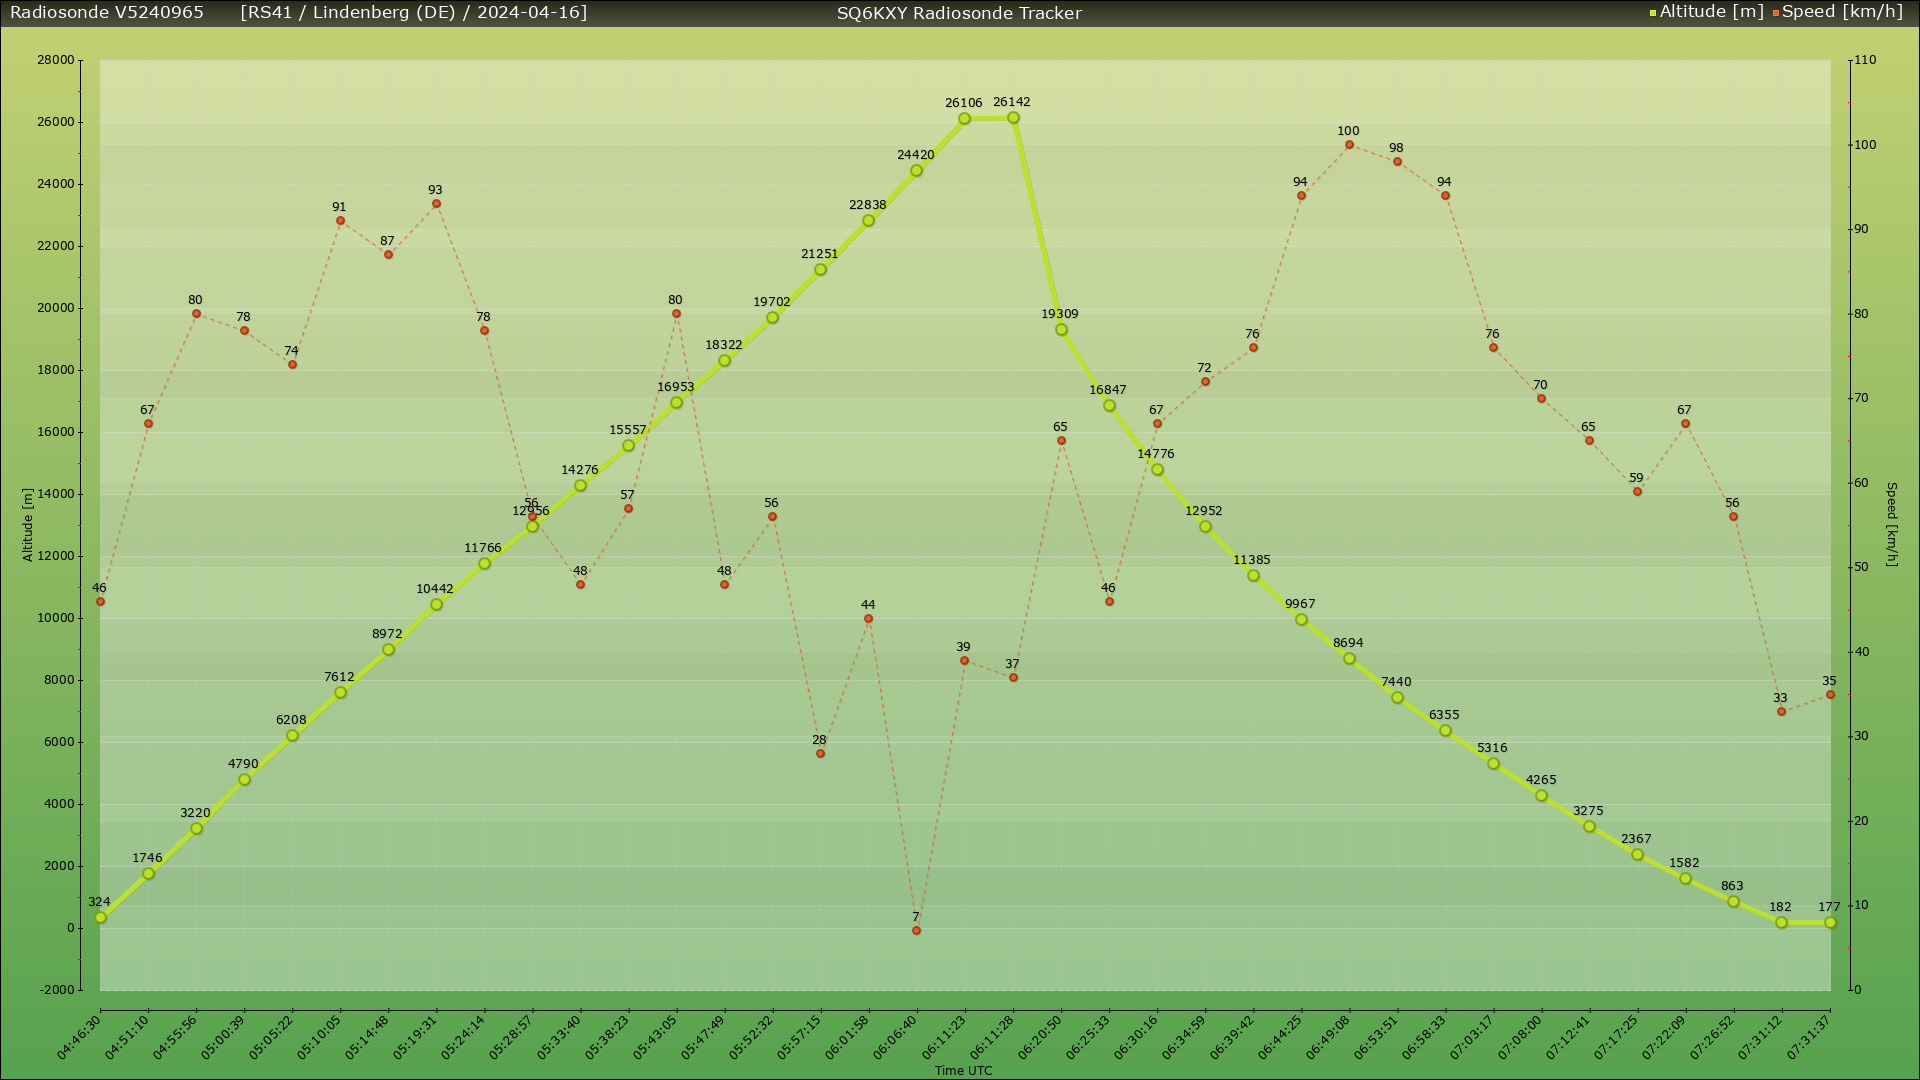 Radiosonde V5240965 [RS41 / Lindenberg (DE) / 2024-04-16] SQ6KXY Radiosonde Tracker Altitude [m] Speed [km/h]
28000 26000 24000 22000 20000 18000 16000 14000 12000 10000 8000 6000 4000 2000 0 -2000
Altitude [m]
324 1746 3220 4790 6208 7612 8972 10442 11766 12956 14276 15557 16953 18322 19702 21251 22838 24420 26106 26142 19309 16847 14776 12952 11385 9967 8694 7440 6355 5316 4265 3275 2367 1582 863 182 177
46 67 80 78 74 91 87 93 78 56 48 57 80 48 56 28 44 7 39 37 65 46 67 72 76 94 100 98 94 76 70 65 59 67 56 33 35
110 100 90 80 70 60 50 40 30 20 10 0
Speed [km/h]
04:46:30 04:51:10 04:55:56 05:00:39 05:05:22 05:10:05 05:14:48 05:19:31 05:24:14 05:28:57 05:33:40 05:38:23 05:43:05 05:47:49 05:52:32 05:57:15 06:01:58 06:06:40 06:11:23 06:11:28 06:20:50 06:25:33 06:30:16 06:34:59 06:39:42 06:44:25 06:49:08 06:53:51 06:58:33 07:03:17 07:08:00 07:12:41 07:17:25 07:22:09 07:26:52 07:31:12 07:31:37
Time UTC